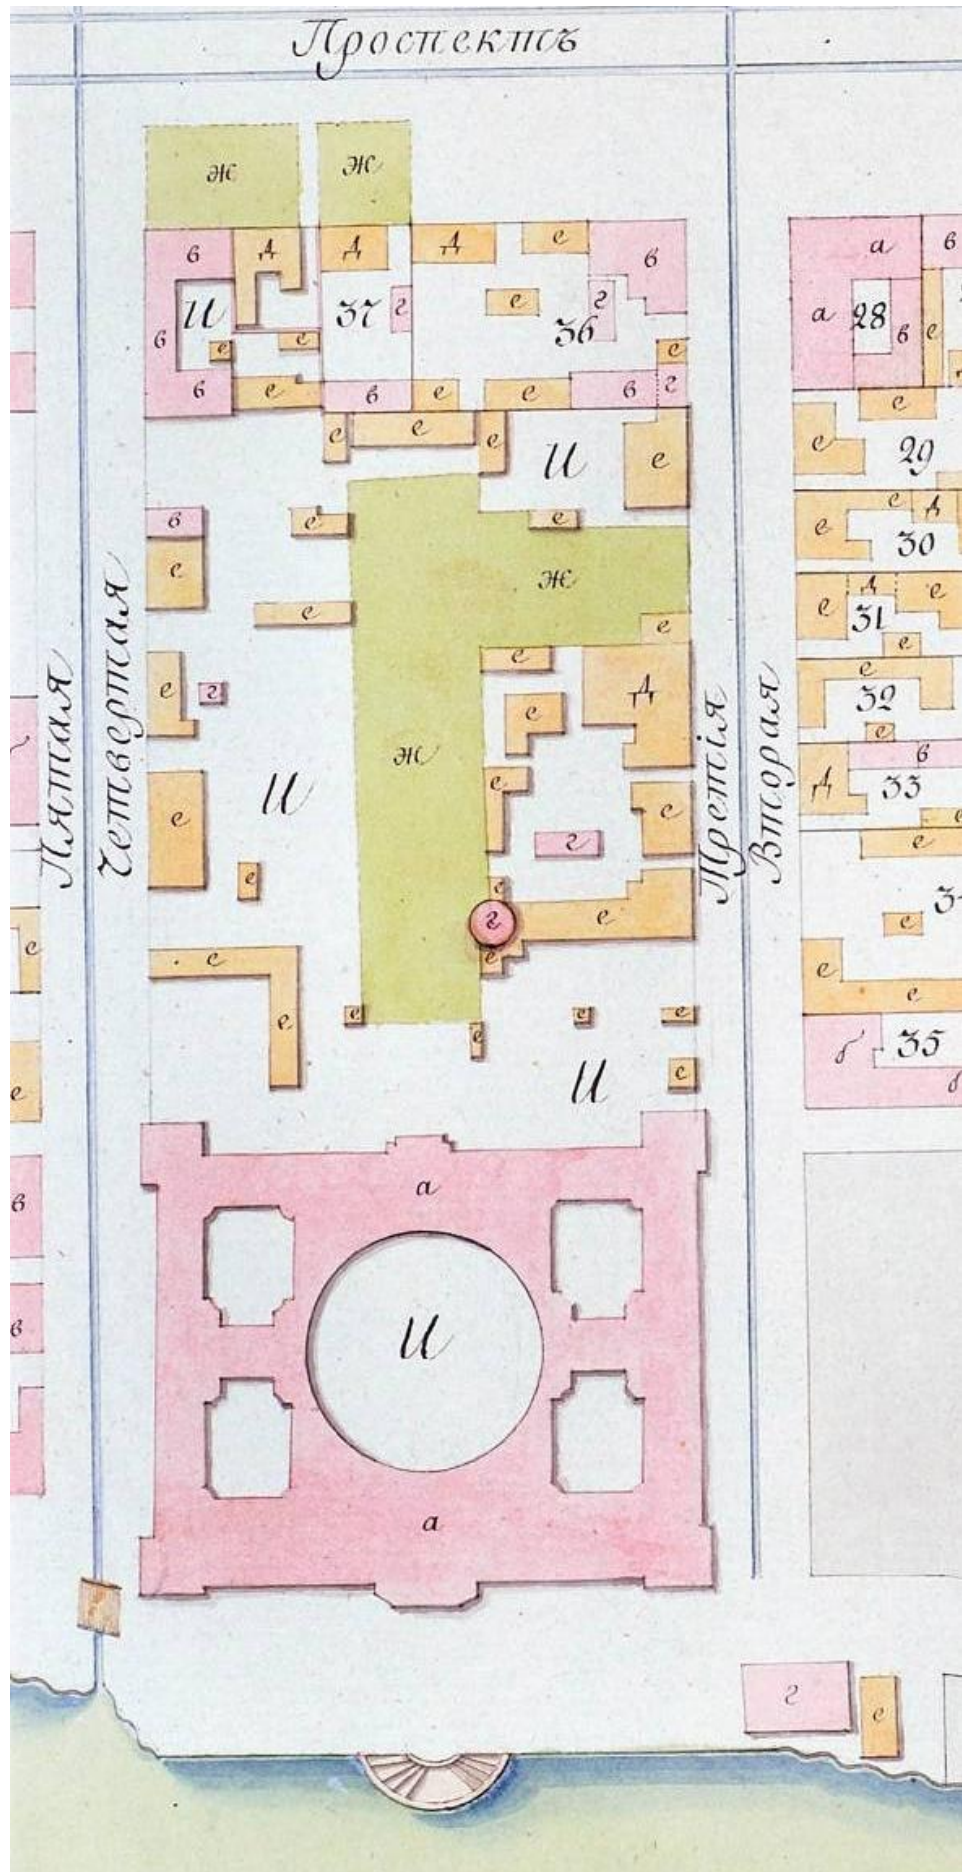 Проспектъ
ж ж
в д д д е в а в
И 37 г е г 36 а 28 в е
в е е е
в е в е е в г е
е е е И е е 29
в е е е е д 30
е ж е д е
е е 31 е
е г е д е 32
е е
ж в
И е е д 33
е г е
е е е
г е е
е е е
е е
е е е е
е е 35
И е б б
а
в
И
в
а
г е
Пятая
Четвертая
Третія
Вторая